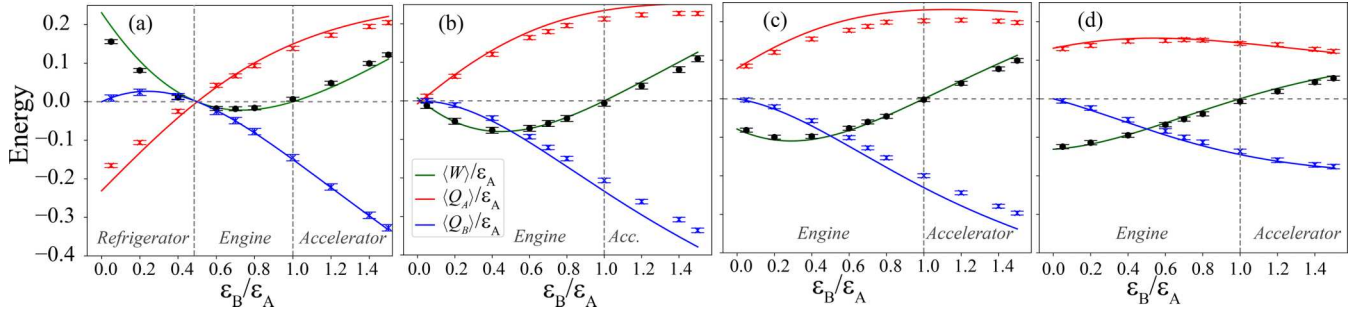 (a)
(b)
(c)
(d)
Energy
0.2
0.1
0.0
−0.1
−0.2
−0.3
−0.4
Refrigerator
Engine
Accelerator
⟨W⟩/ε_A
⟨Q_A⟩/ε_A
⟨Q_B⟩/ε_A
Engine
Acc.
Engine
Accelerator
Engine
Accelerator
0.0 0.2 0.4 0.6 0.8 1.0 1.2 1.4
0.0 0.2 0.4 0.6 0.8 1.0 1.2 1.4
0.0 0.2 0.4 0.6 0.8 1.0 1.2 1.4
0.0 0.2 0.4 0.6 0.8 1.0 1.2 1.4
ε_B/ε_A
ε_B/ε_A
ε_B/ε_A
ε_B/ε_A